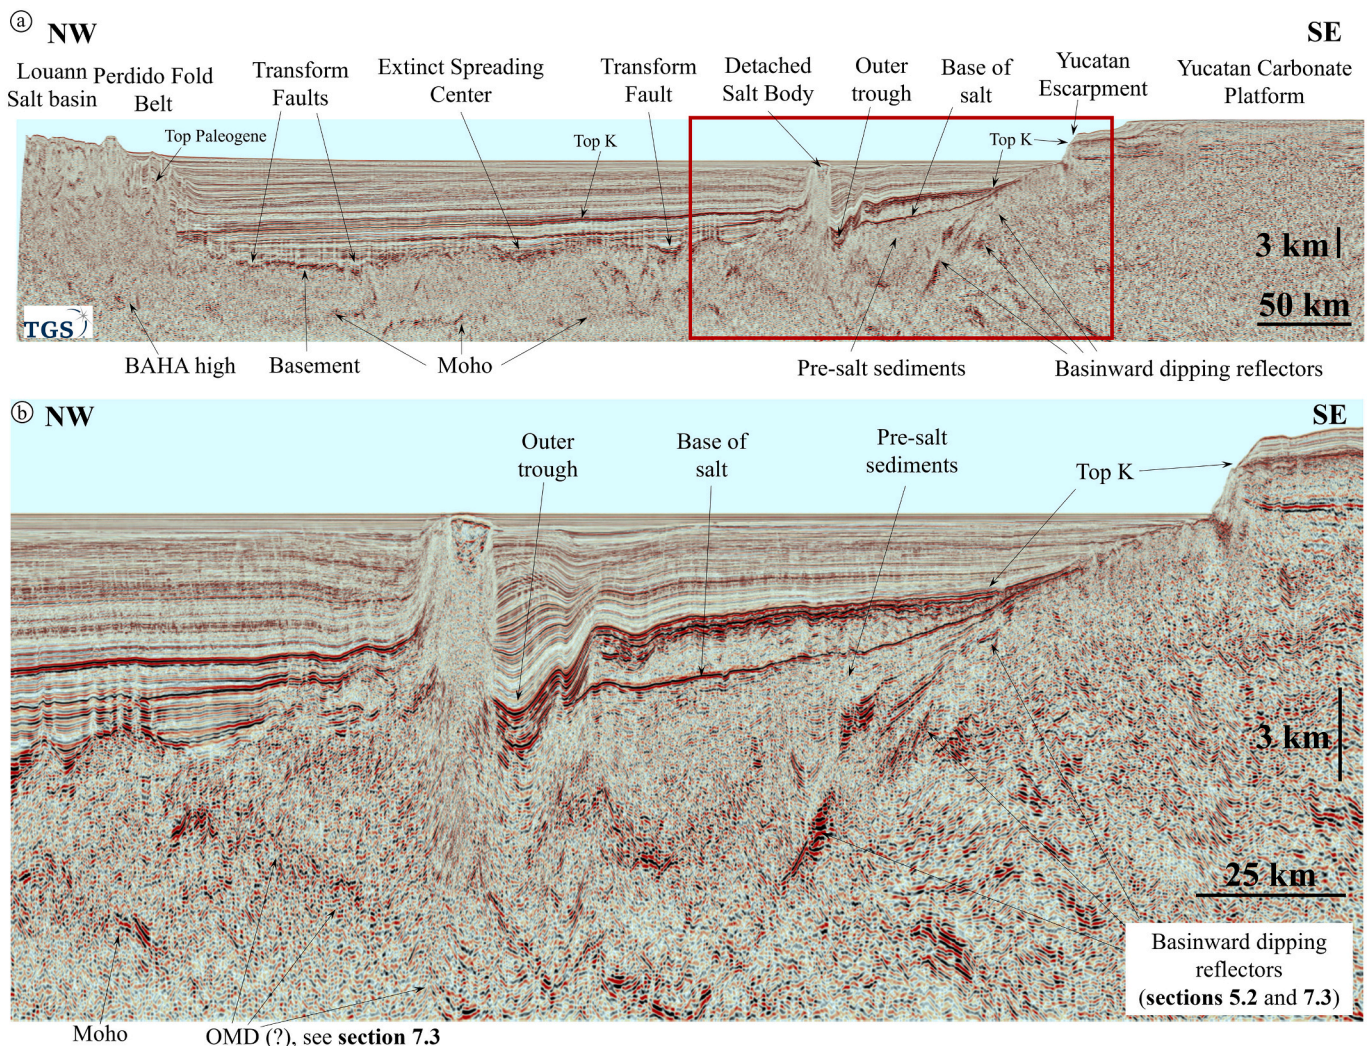 a NW SE
Louann
Salt basin
Perdido Fold
Belt
Transform
Faults
Extinct Spreading
Center
Transform
Fault
Detached
Salt Body
Outer
trough
Base of
salt
Yucatan
Escarpment
Yucatan Carbonate
Platform
Top Paleogene
Top K
Top K
3 km
50 km
TGS
BAHA high
Basement
Moho
Pre-salt sediments
Basinward dipping reflectors
b NW SE
Outer
trough
Base of
salt
Pre-salt
sediments
Top K
3 km
25 km
Basinward dipping
reflectors
(sections 5.2 and 7.3)
Moho
OMD (?), see section 7.3